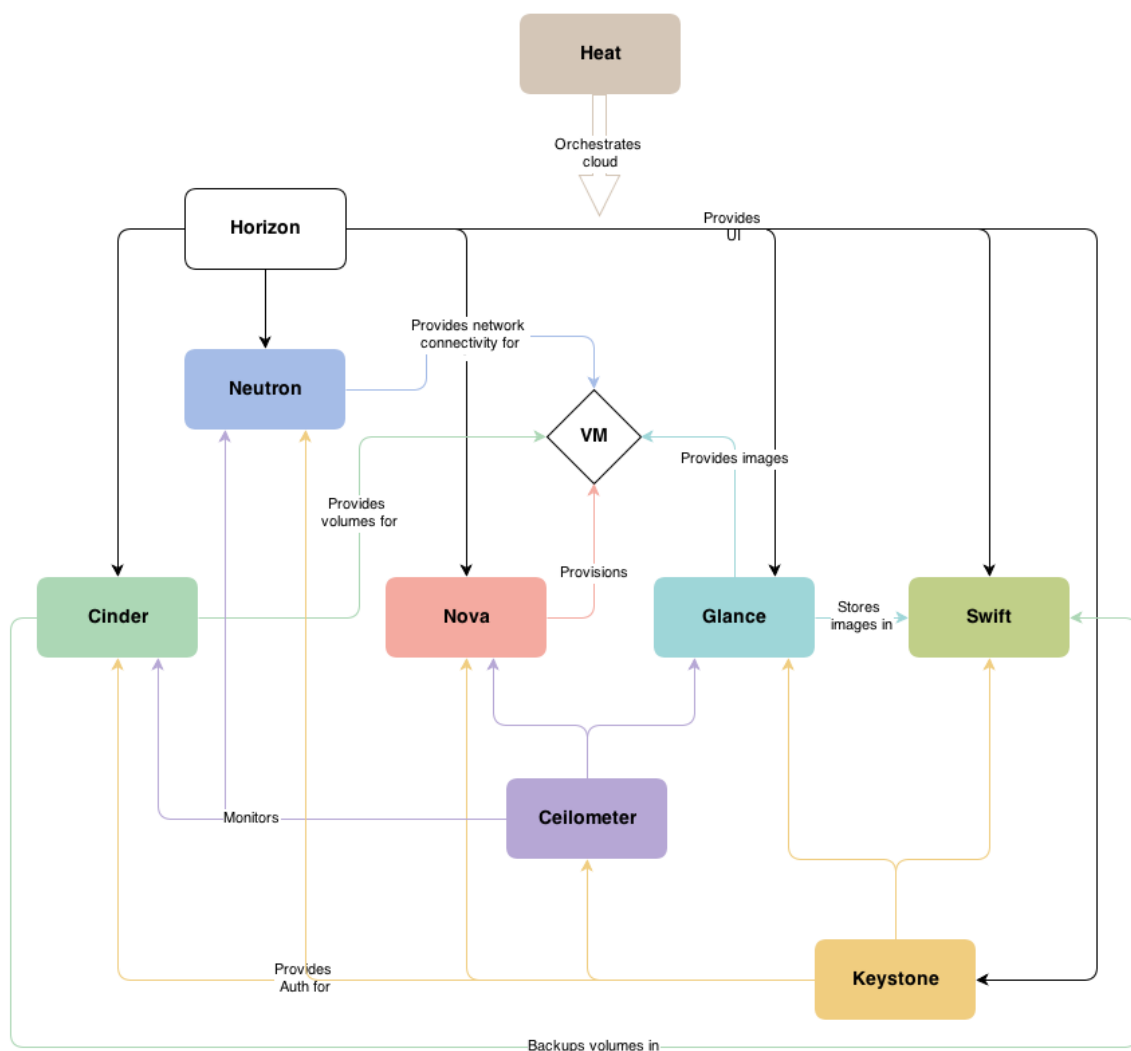 Heat
Orchestrates
cloud
Horizon
Provides
UI
Provides network
connectivity for
Neutron
VM
Provides images
Provides
volumes for
Provisions
Cinder
Nova
Glance
Stores
images in
Swift
Monitors
Ceilometer
Provides
Auth for
Keystone
Backups volumes in